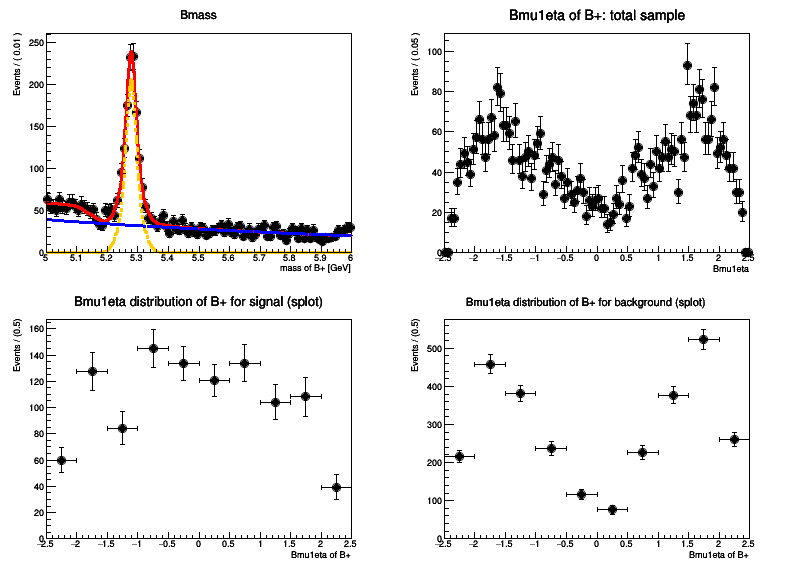 Bmass
Events / ( 0.01 )
250
200
150
100
50
0
5 5.1 5.2 5.3 5.4 5.5 5.6 5.7 5.8 5.9 6
mass of B+ [GeV]
Bmu1eta of B+: total sample
Events / ( 0.05 )
100
80
60
40
20
0
−2.5 −2 −1.5 −1 −0.5 0 0.5 1 1.5 2 2.5
Bmu1eta
Bmu1eta distribution of B+ for signal (splot)
Events / (0.5)
160
140
120
100
80
60
40
20
0
−2.5 −2 −1.5 −1 −0.5 0 0.5 1 1.5 2 2.5
Bmu1eta of B+
Bmu1eta distribution of B+ for background (splot)
Events / (0.5)
500
400
300
200
100
0
−2.5 −2 −1.5 −1 −0.5 0 0.5 1 1.5 2 2.5
Bmu1eta of B+